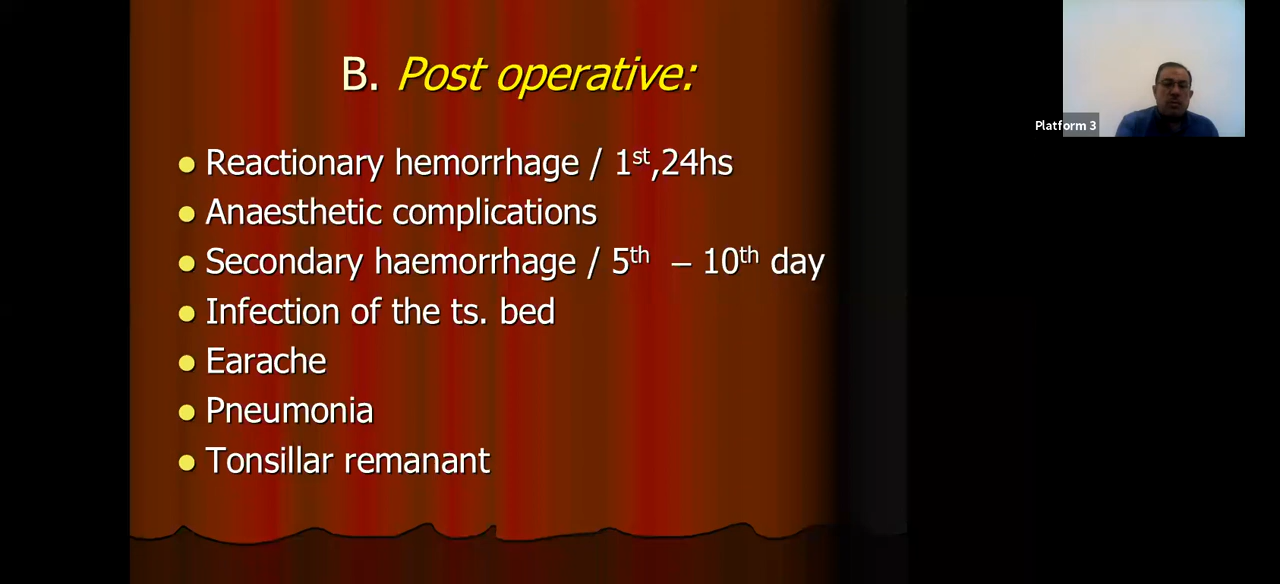 B. Post operative:
Reactionary hemorrhage / 1st,24hs
Anaesthetic complications
Secondary haemorrhage / 5th – 10th day
Infection of the ts. bed
Earache
Pneumonia
Tonsillar remanant
Platform 3